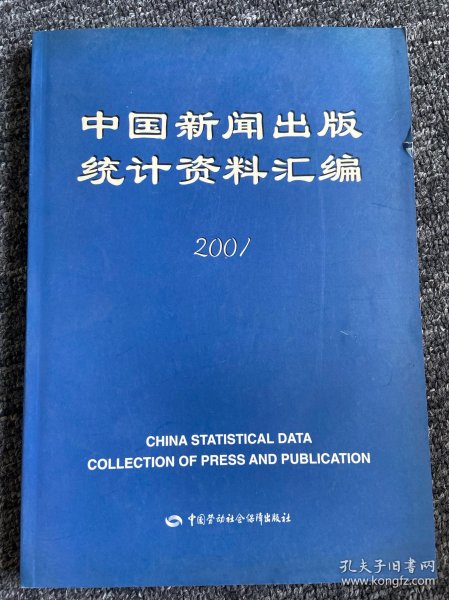 中国新闻出版
统计资料汇编
2001
CHINA STATISTICAL DATA
COLLECTION OF PRESS AND PUBLICATION
中国劳动社会保障出版社
孔夫子旧书网
www.kongfz.com